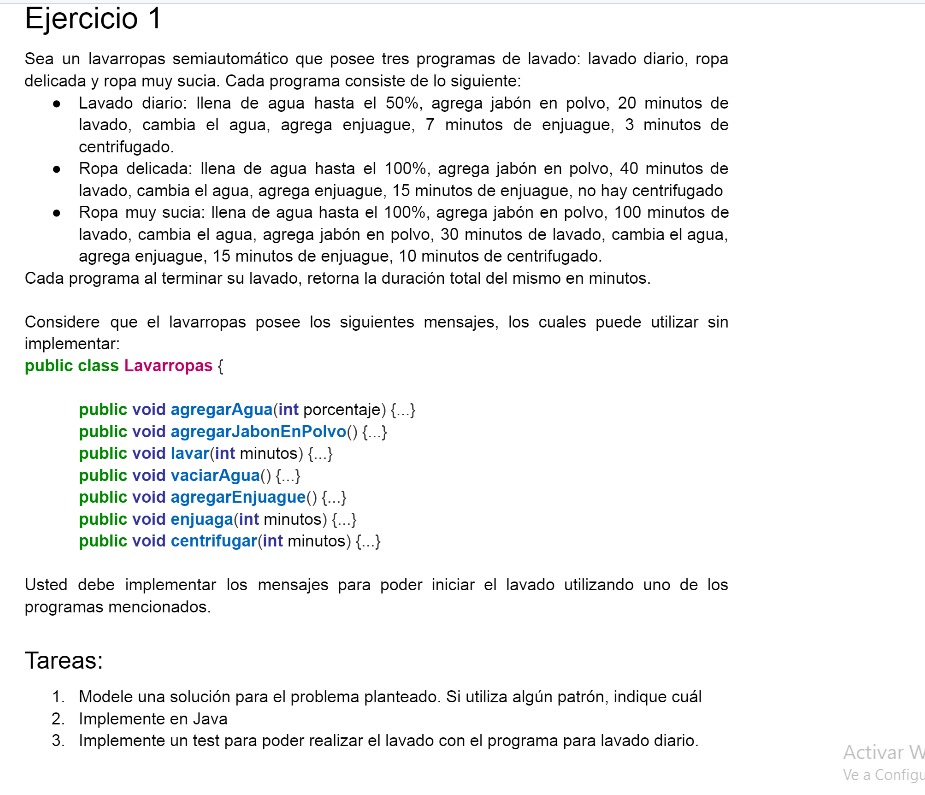 Ejercicio 1
Sea un lavarropas semiautomático que posee tres programas de lavado: lavado diario, ropa
delicada y ropa muy sucia. Cada programa consiste de lo siguiente:
● Lavado diario: llena de agua hasta el 50%, agrega jabón en polvo, 20 minutos de
lavado, cambia el agua, agrega enjuague, 7 minutos de enjuague, 3 minutos de
centrifugado.
● Ropa delicada: llena de agua hasta el 100%, agrega jabón en polvo, 40 minutos de
lavado, cambia el agua, agrega enjuague, 15 minutos de enjuague, no hay centrifugado
● Ropa muy sucia: llena de agua hasta el 100%, agrega jabón en polvo, 100 minutos de
lavado, cambia el agua, agrega jabón en polvo, 30 minutos de lavado, cambia el agua,
agrega enjuague, 15 minutos de enjuague, 10 minutos de centrifugado.
Cada programa al terminar su lavado, retorna la duración total del mismo en minutos.
Considere que el lavarropas posee los siguientes mensajes, los cuales puede utilizar sin
implementar:
public class Lavarropas {
public void agregarAgua(int porcentaje) {...}
public void agregarJabonEnPolvo() {...}
public void lavar(int minutos) {...}
public void vaciarAgua() {...}
public void agregarEnjuague() {...}
public void enjuaga(int minutos) {...}
public void centrifugar(int minutos) {...}
Usted debe implementar los mensajes para poder iniciar el lavado utilizando uno de los
programas mencionados.
Tareas:
1. Modele una solución para el problema planteado. Si utiliza algún patrón, indique cuál
2. Implemente en Java
3. Implemente un test para poder realizar el lavado con el programa para lavado diario.
Activar W
Ve a Configu